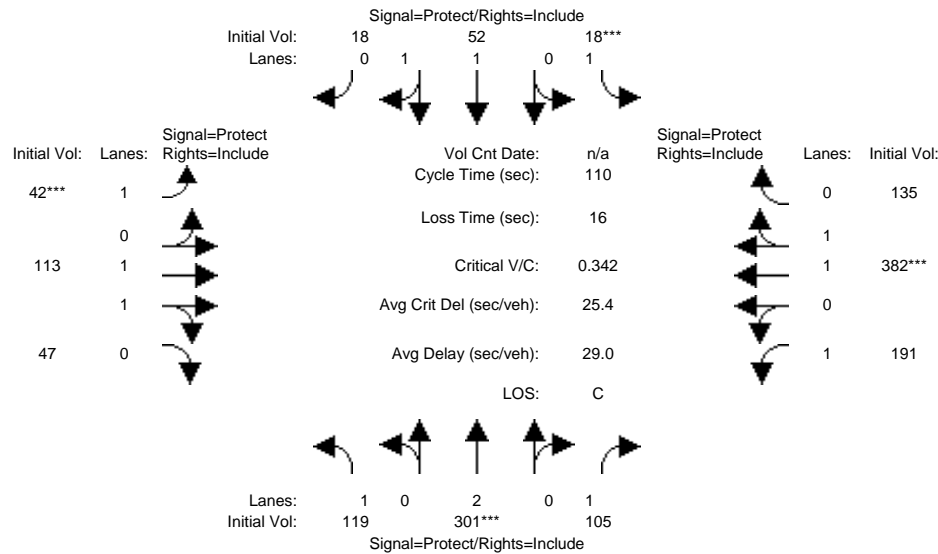 Signal=Protect/Rights=Include
Initial Vol: 18 52 18***
Lanes: 0 1 1 0 1
Signal=Protect
Initial Vol: Lanes: Rights=Include
Vol Cnt Date: n/a
Signal=Protect
Rights=Include Lanes: Initial Vol:
Cycle Time (sec): 110
42*** 1
0 135
Loss Time (sec): 16
0
1
113 1
Critical V/C: 0.342
1 382***
1
Avg Crit Del (sec/veh): 25.4
0
47 0
Avg Delay (sec/veh): 29.0
1 191
LOS: C
Lanes: 1 0 2 0 1
Initial Vol: 119 301*** 105
Signal=Protect/Rights=Include